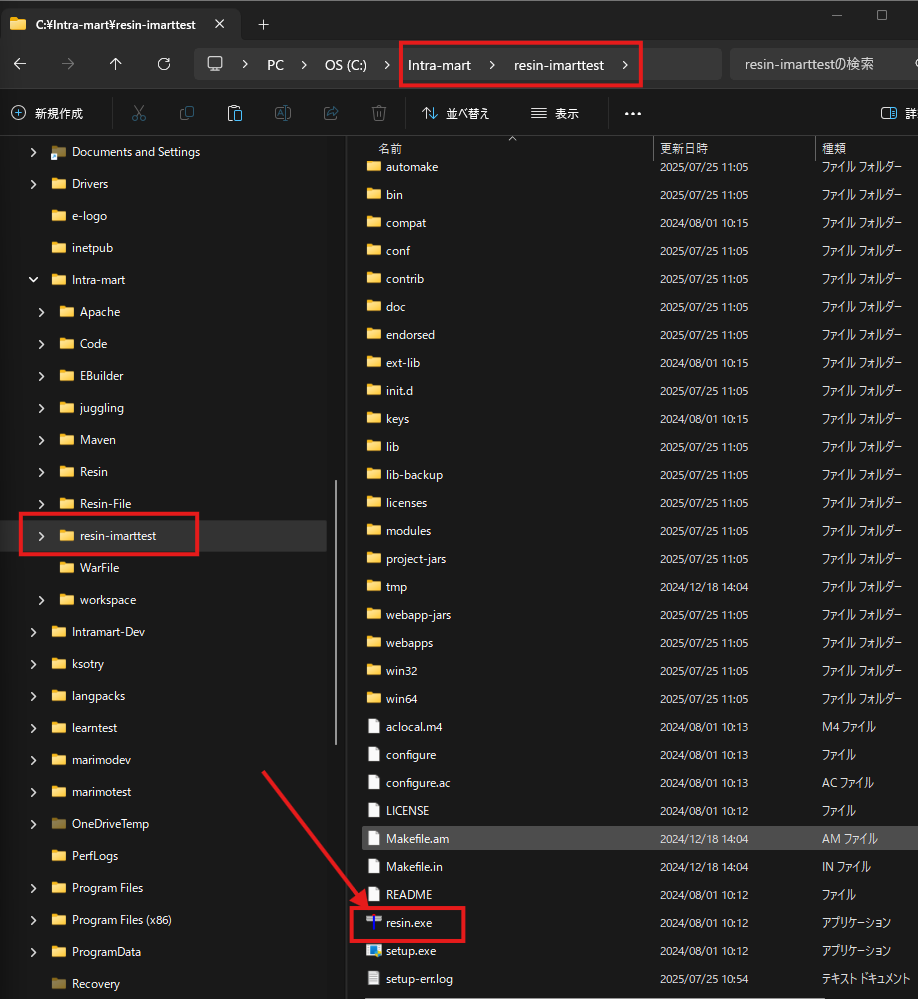 C:¥Intra-mart¥resin-imarttest
PC
OS (C:)
Intra-mart
resin-imarttest
resin-imarttestの検索
新規作成
並べ替え
表示
Documents and Settings
Drivers
e-logo
inetpub
Intra-mart
Apache
Code
EBuilder
juggling
Maven
Resin
Resin-File
resin-imarttest
WarFile
workspace
Intramart-Dev
ksotry
langpacks
learntest
marimodev
marimotest
OneDriveTemp
PerfLogs
Program Files
Program Files (x86)
ProgramData
Recovery
名前 更新日時 種類
automake 2025/07/25 11:05 ファイル フォルダー
bin 2025/07/25 11:05 ファイル フォルダー
compat 2024/08/01 10:15 ファイル フォルダー
conf 2025/07/25 11:05 ファイル フォルダー
contrib 2025/07/25 11:05 ファイル フォルダー
doc 2025/07/25 11:05 ファイル フォルダー
endorsed 2025/07/25 11:05 ファイル フォルダー
ext-lib 2024/08/01 10:15 ファイル フォルダー
init.d 2025/07/25 11:05 ファイル フォルダー
keys 2024/08/01 10:15 ファイル フォルダー
lib 2025/07/25 11:05 ファイル フォルダー
lib-backup 2025/07/25 11:05 ファイル フォルダー
licenses 2025/07/25 11:05 ファイル フォルダー
modules 2025/07/25 11:05 ファイル フォルダー
project-jars 2025/07/25 11:05 ファイル フォルダー
tmp 2024/12/18 14:04 ファイル フォルダー
webapp-jars 2025/07/25 11:05 ファイル フォルダー
webapps 2025/07/25 11:05 ファイル フォルダー
win32 2025/07/25 11:05 ファイル フォルダー
win64 2025/07/25 11:05 ファイル フォルダー
aclocal.m4 2024/08/01 10:13 M4 ファイル
configure 2024/08/01 10:13 ファイル
configure.ac 2024/08/01 10:13 AC ファイル
LICENSE 2024/08/01 10:12 ファイル
Makefile.am 2024/12/18 14:04 AM ファイル
Makefile.in 2024/12/18 14:04 IN ファイル
README 2024/08/01 10:12 ファイル
resin.exe 2024/08/01 10:12 アプリケーション
setup.exe 2024/08/01 10:12 アプリケーション
setup-err.log 2025/07/25 10:54 テキスト ドキュメント